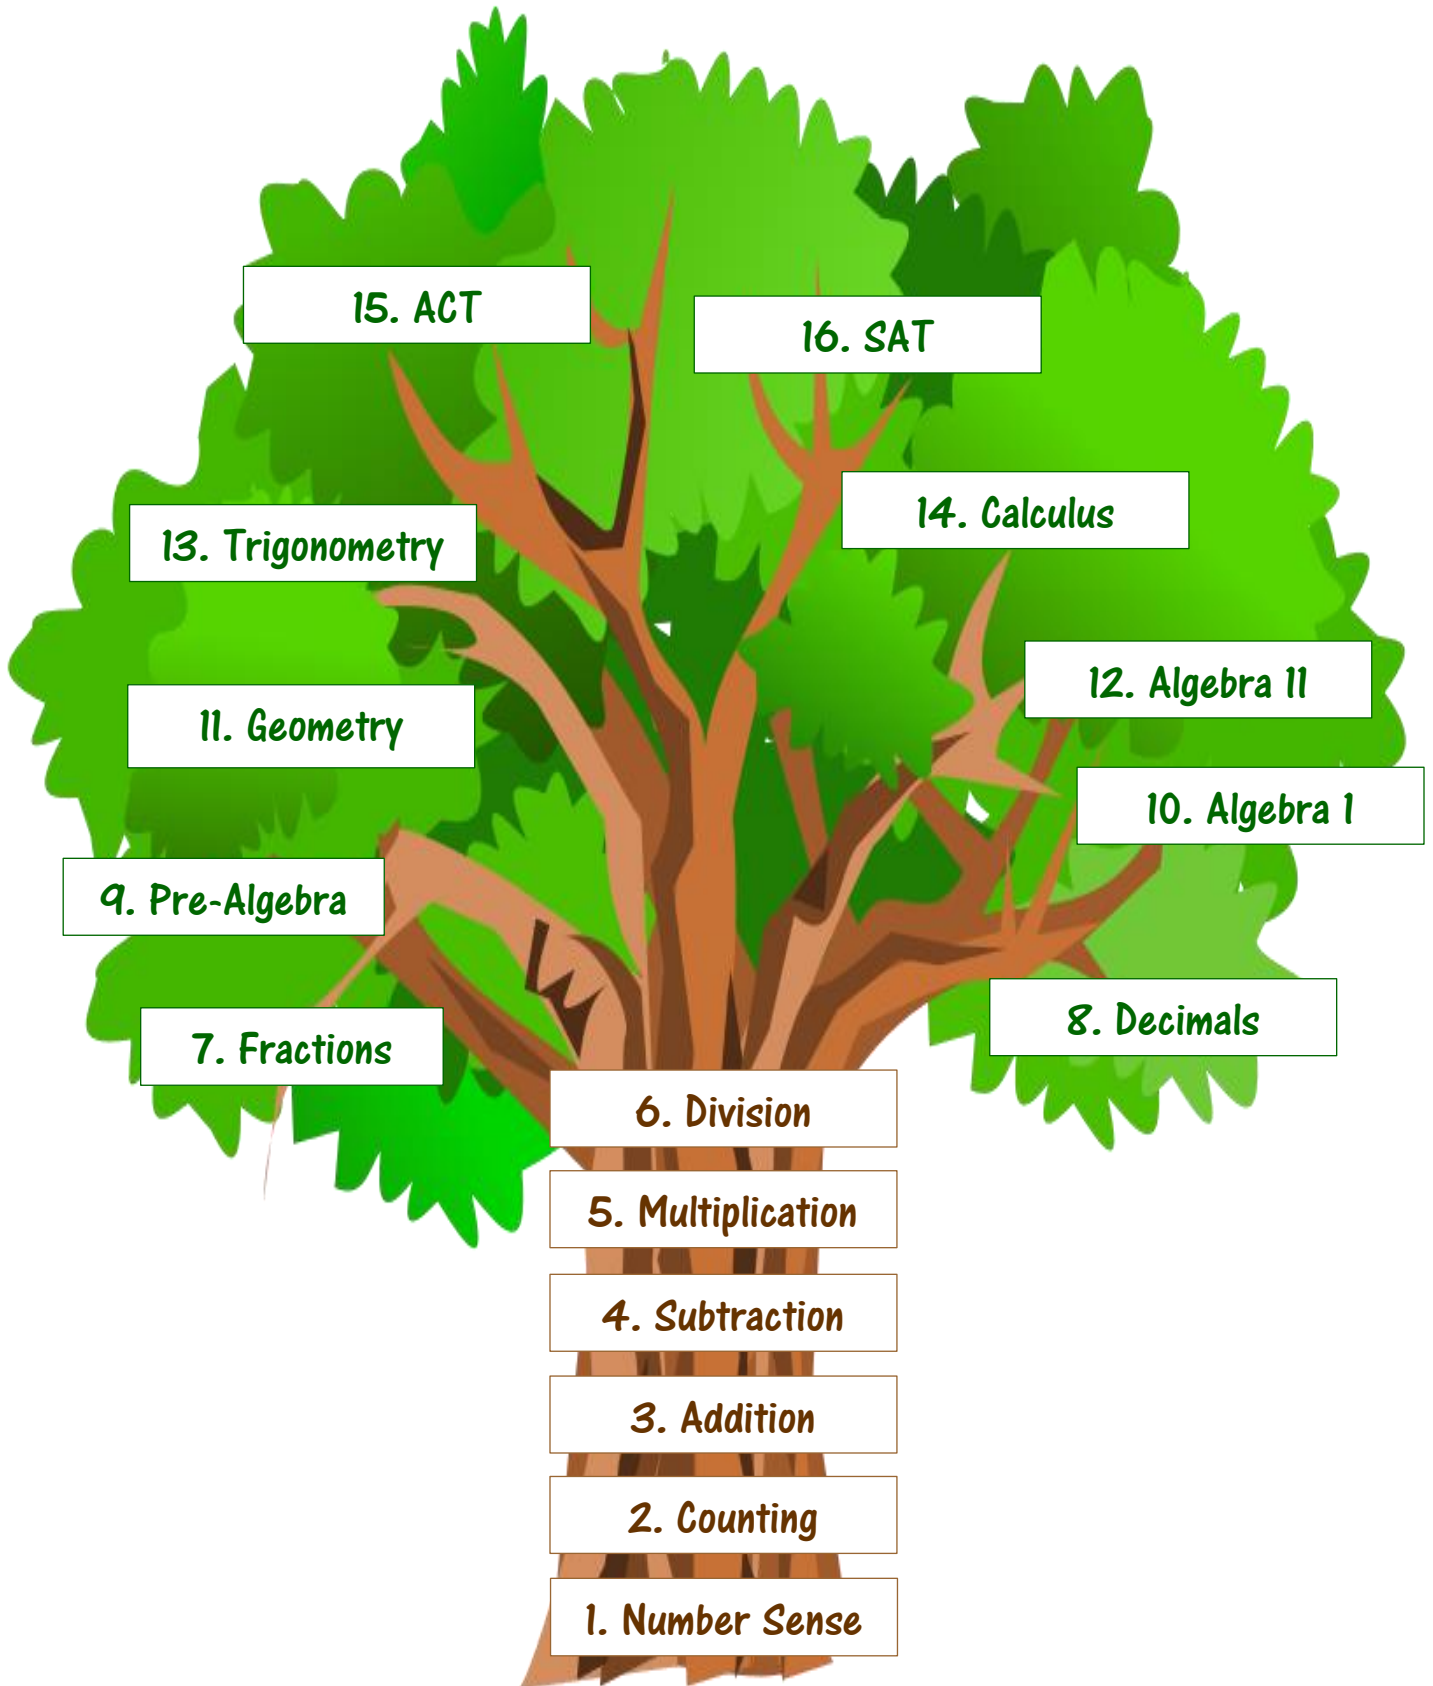 15. ACT
16. SAT
14. Calculus
13. Trigonometry
12. Algebra 11
11. Geometry
10. Algebra 1
9. Pre-Algebra
8. Decimals
7. Fractions
6. Division
5. Multiplication
4. Subtraction
3. Addition
2. Counting
1. Number Sense